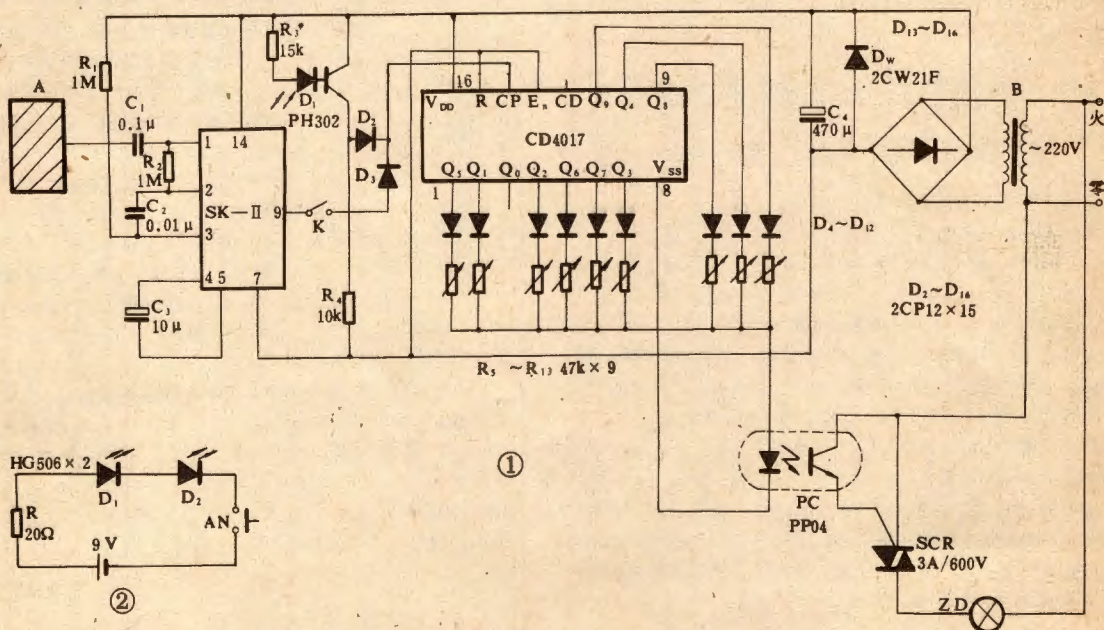 A
R₁
1M
C₁
0.1μ
R₂
1M
C₂
0.01μ
C₃
10μ
1
2
3
4 5
7
9
14
SK—Ⅱ
R₃*
15k
D₁
PH302
D₂
D₃
K
R₄
10k
16
9
V_DD R CP Eₙ CD Q₉ Q₄ Q₈
CD4017
Q₅ Q₁ Q₀ Q₂ Q₆ Q₇ Q₃ V_SS
1
8
R₅ ~R₁₃ 47k×9
D₄~D₁₂
C₄
470μ
D_W
2CW21F
D₁₃~D₁₆
B
火
~220V
零
D₂~D₁₆
2CP12×15
①
PC
PP04
SCR
3A/600V
ZD
HG506×2
D₁
D₂
R
20Ω
AN
9V
②